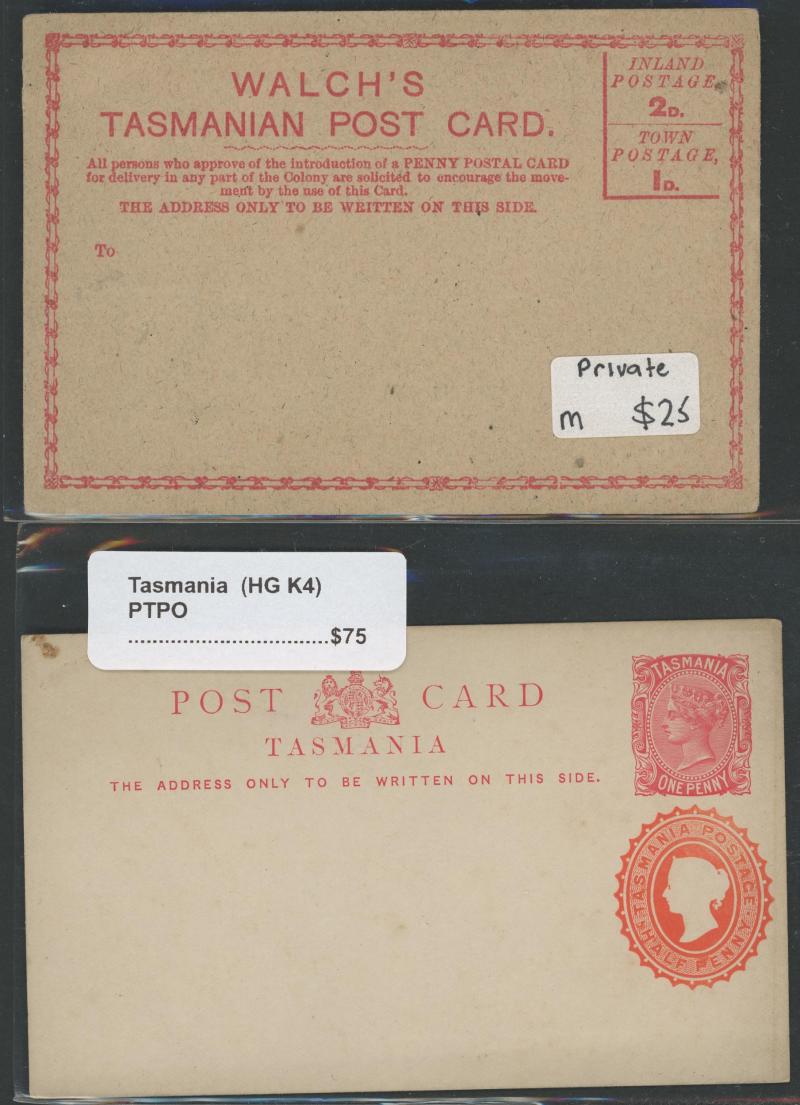 WALCH'S
TASMANIAN POST CARD.
All persons who approve of the introduction of a PENNY POSTAL CARD
for delivery in any part of the Colony are solicited to encourage the move-
ment by the use of this Card.
THE ADDRESS ONLY TO BE WRITTEN ON THIS SIDE.
To
INLAND
POSTAGE,
2D.
TOWN
POSTAGE,
1D.
Private
m $25
Tasmania (HG K4)
PTPO
..................................$75
POST CARD
TASMANIA
THE ADDRESS ONLY TO BE WRITTEN ON THIS SIDE.
TASMANIA
ONE PENNY
TASMANIA POSTAGE
HALF PENNY